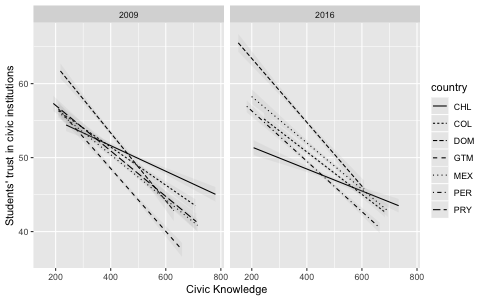 2009
2016
Students' trust in civic institutions
60
50
40
200
400
600
800
200
400
600
800
Civic Knowledge
country
CHL
COL
DOM
GTM
MEX
PER
PRY